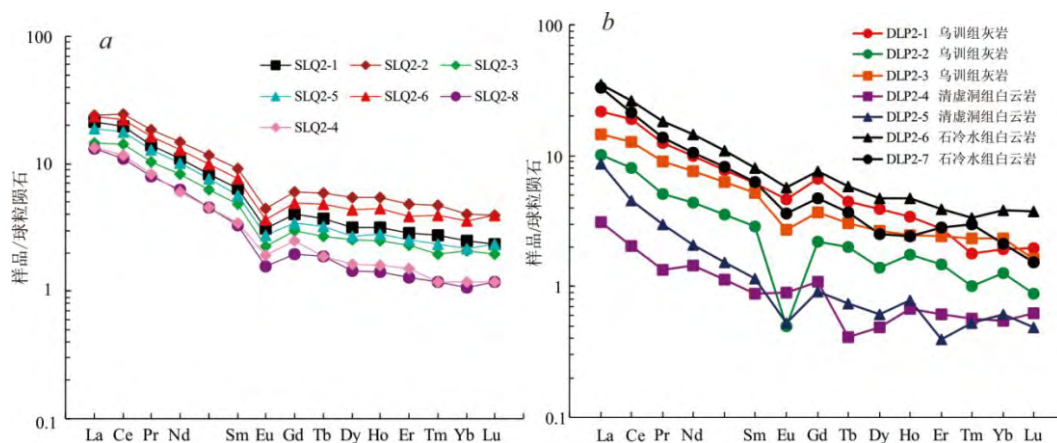 a
100
10
1
0.1
样品/球粒陨石
SLQ2-1 SLQ2-2 SLQ2-3
SLQ2-5 SLQ2-6 SLQ2-8
SLQ2-4
La Ce Pr Nd Sm Eu Gd Tb Dy Ho Er Tm Yb Lu
b
100
10
1
0.1
样品/球粒陨石
DLP2-1 乌训组灰岩
DLP2-2 乌训组灰岩
DLP2-3 乌训组灰岩
DLP2-4 清虚洞组白云岩
DLP2-5 清虚洞组白云岩
DLP2-6 石冷水组白云岩
DLP2-7 石冷水组白云岩
La Ce Pr Nd Sm Eu Gd Tb Dy Ho Er Tm Yb Lu